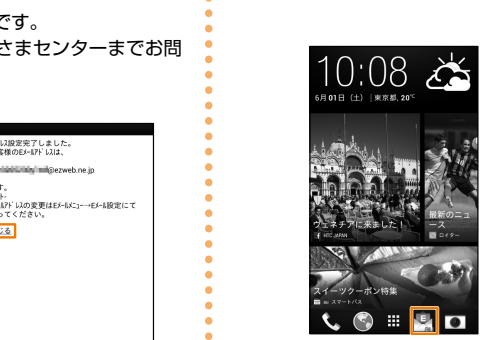 です。
さまセンターまでお問
ﾚｽ設定完了しました。
客様のEﾒｰﾙｱﾄﾞﾚｽは、
@ezweb.ne.jp
す。
ﾙｱﾄﾞﾚｽの変更はEﾒｰﾙﾒﾆｭｰ→Eﾒｰﾙ設定にて
ってください。
じる
10:08
6月01日（土）｜東京都, 20℃
ヴェネチアに来ました！
HTC JAPAN
最新のニュ
ース
ロイター
スイーツクーポン特集
au スマートパス
E